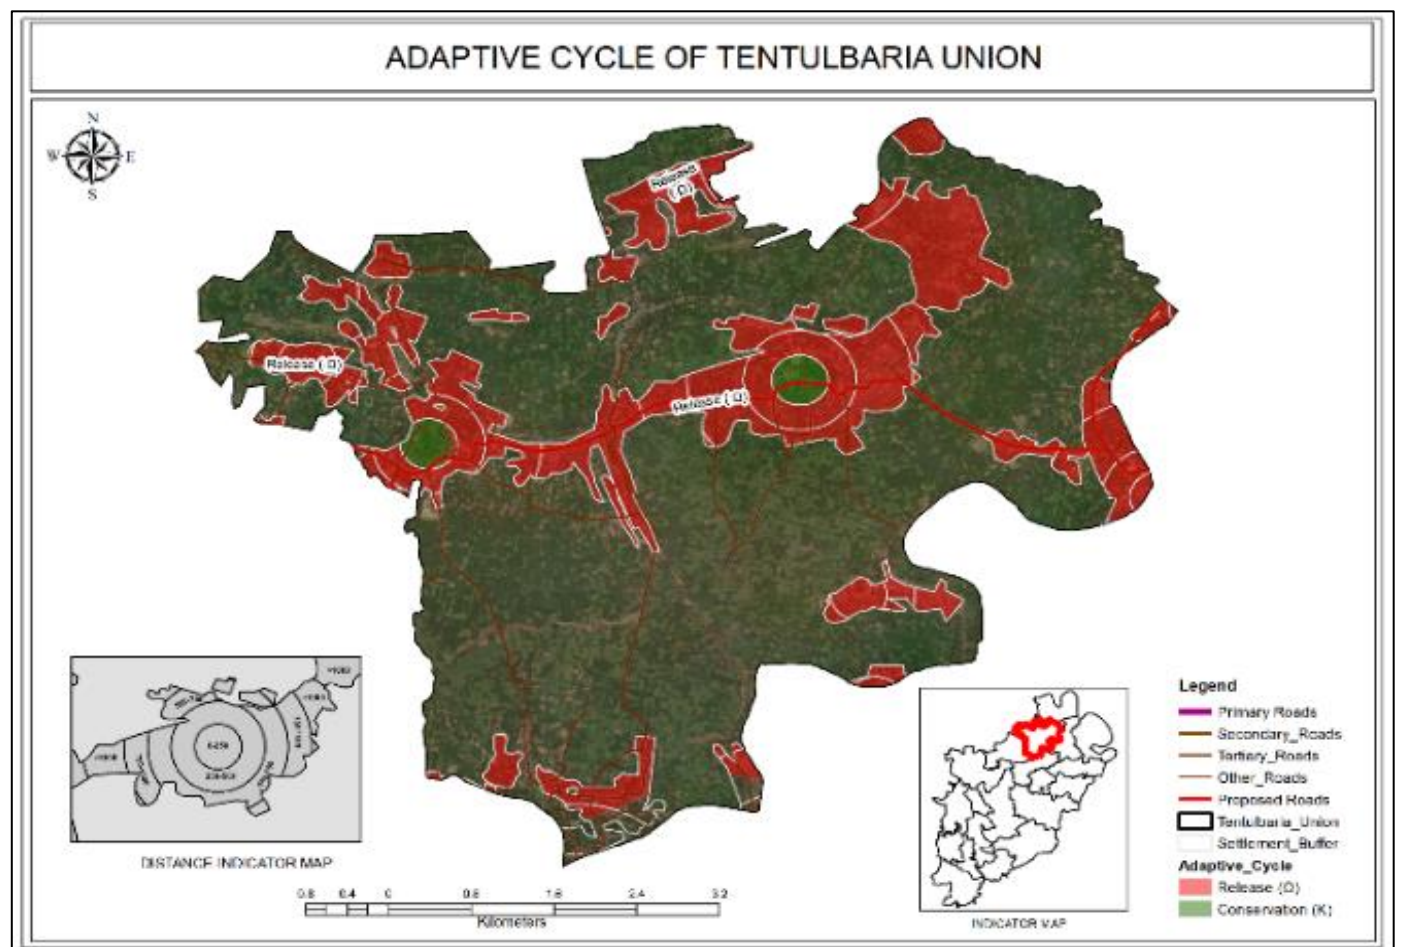 ADAPTIVE CYCLE OF TENTULBARIA UNION
N
W E
S
Release
(Ω)
Release (Ω)
Release (Ω)
0-250
DISTANCE INDICATOR MAP
0.8 0.4 0 0.8 1.6 2.4 3.2
Kilometers
INDICATOR MAP
Legend
Primary Roads
Secondary_Roads
Tertiary_Roads
Other_Roads
Proposed Roads
Tentulbaria_Union
Settlement_Buffer
Adaptive_Cycle
Release (Ω)
Conservation (K)